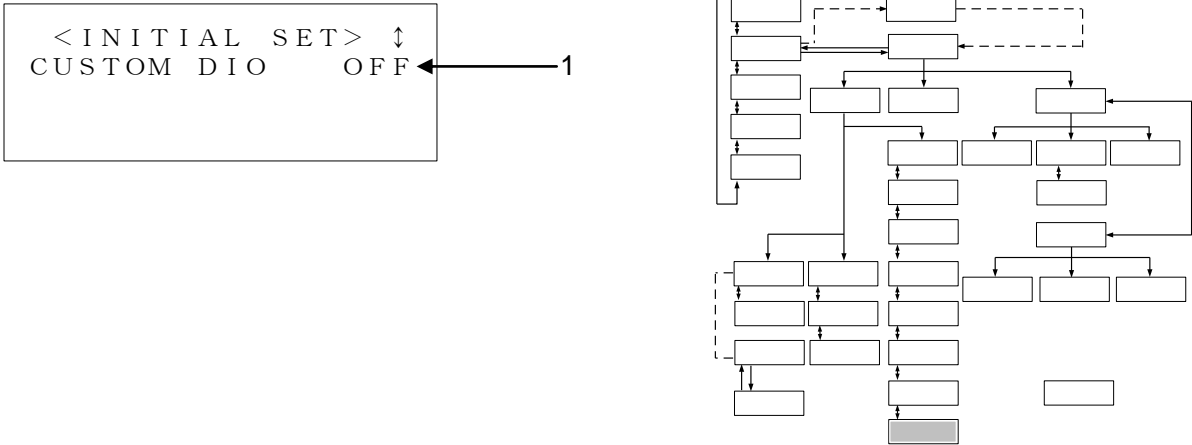 <INITIAL SET> ↕
CUSTOM DIO OFF
1